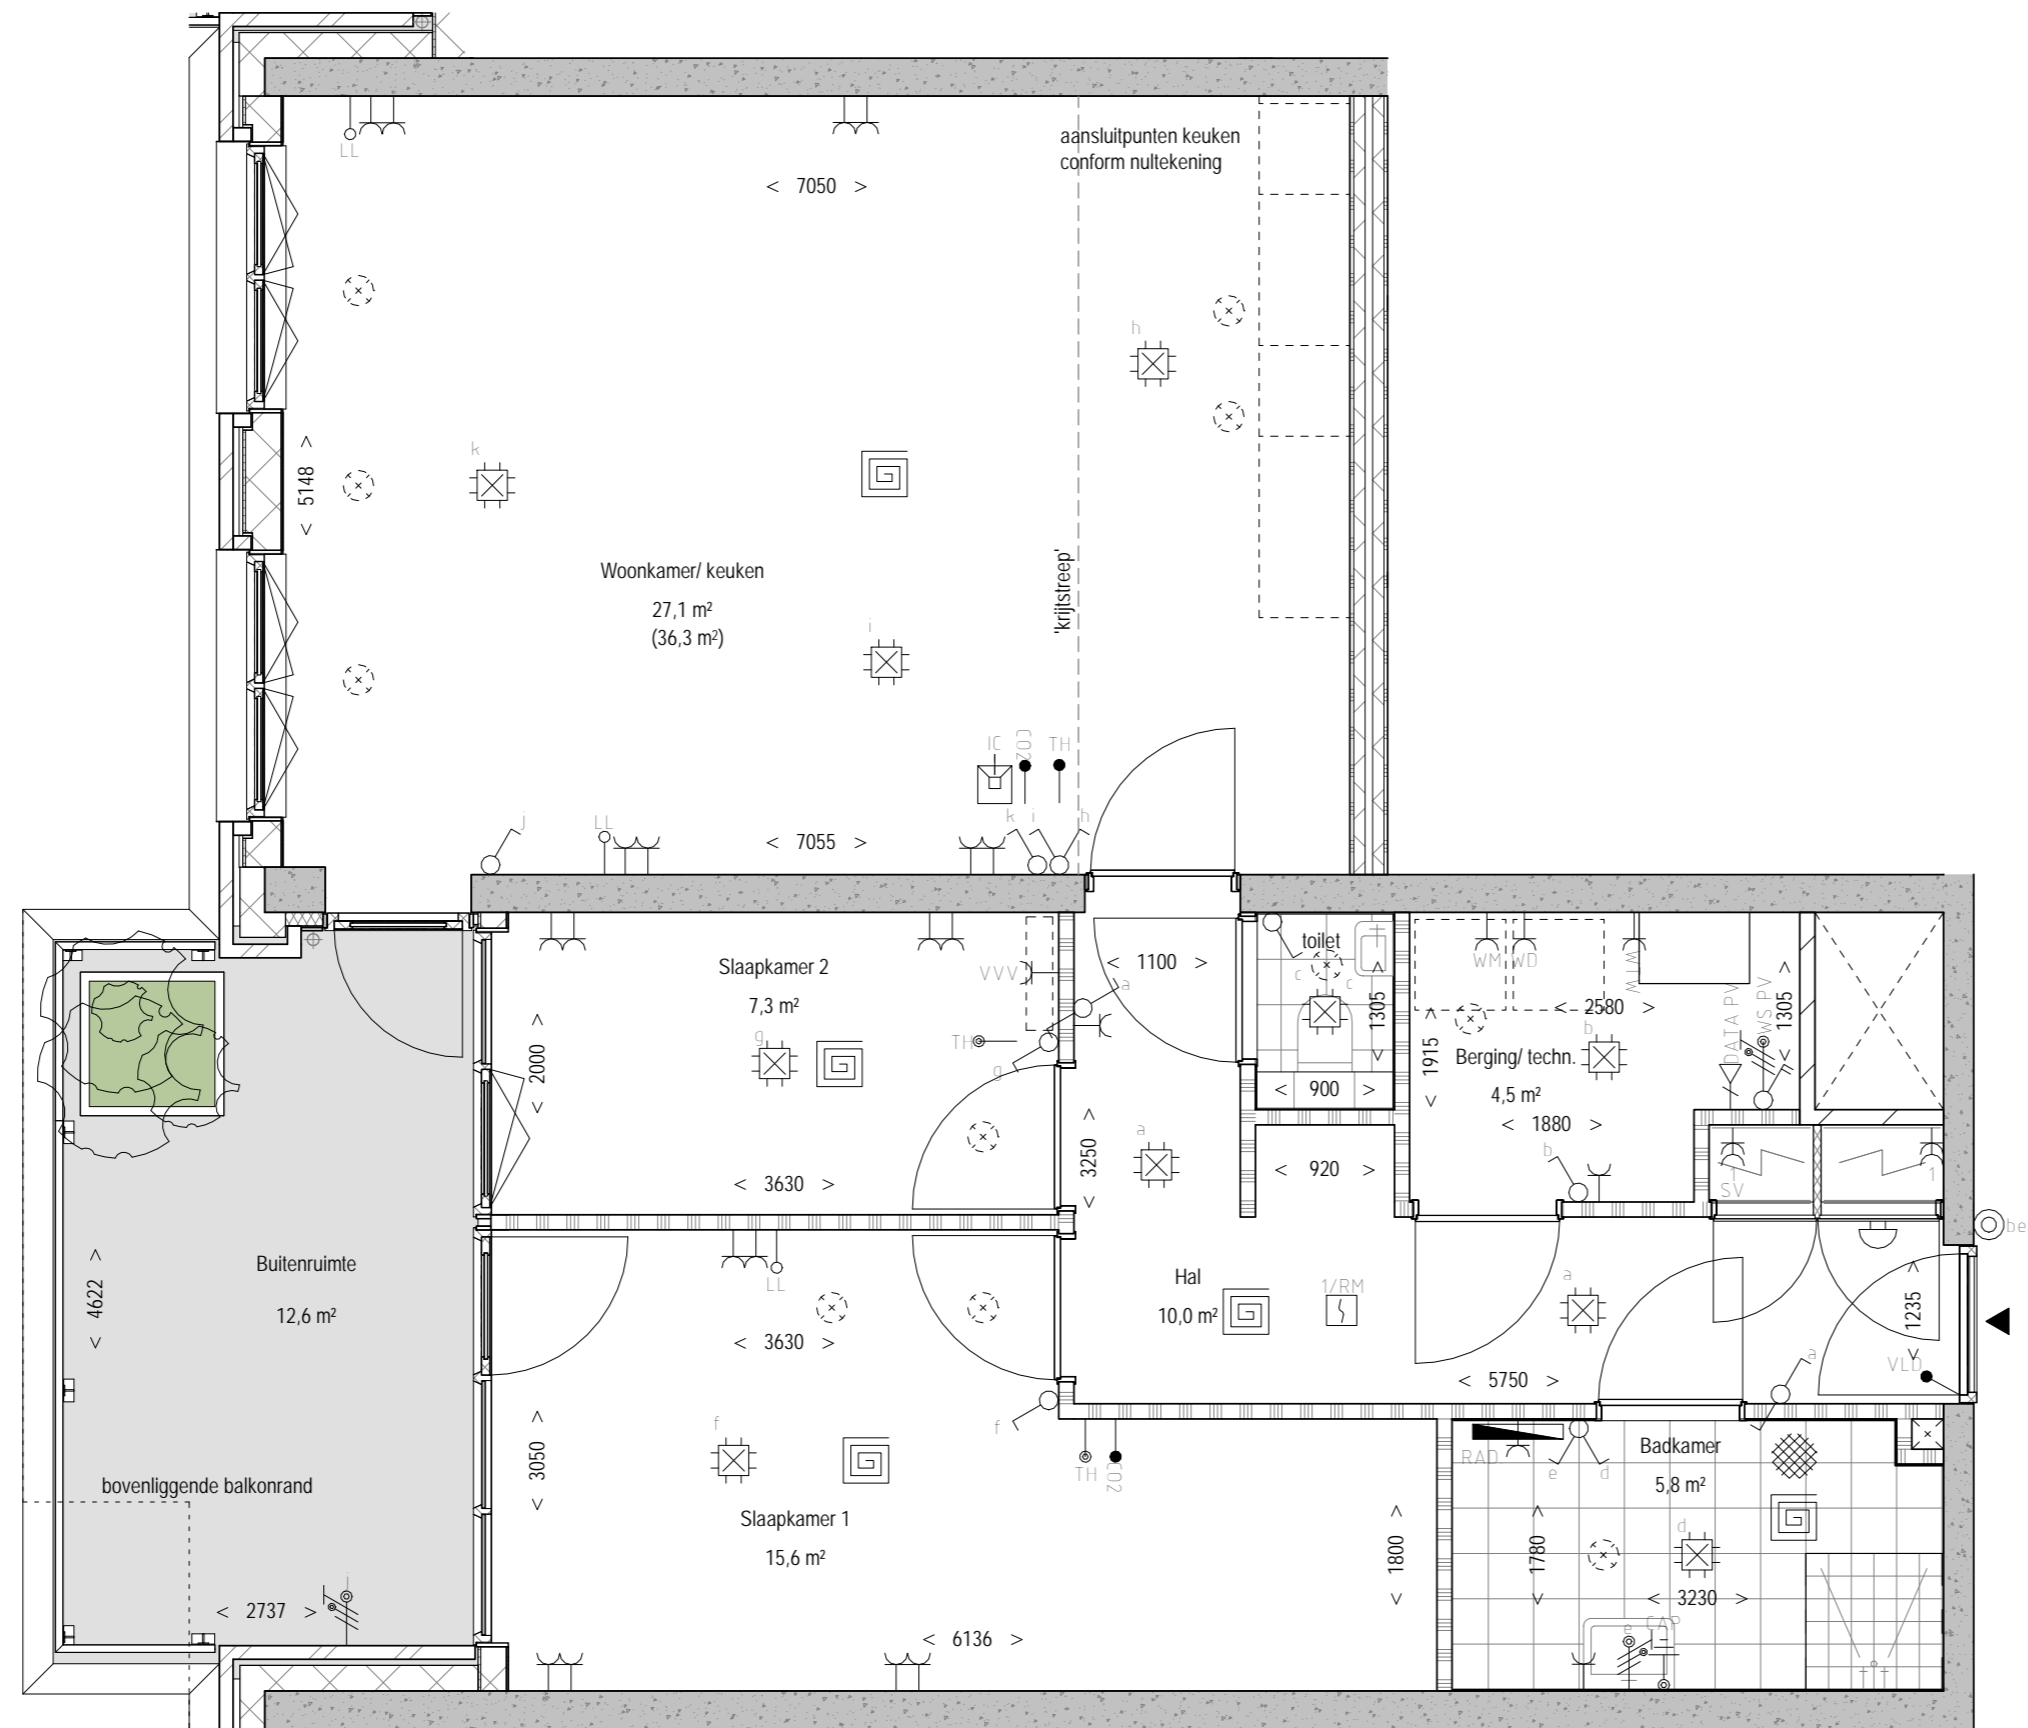 LL
aansluitpunten keuken
conform nultekening
< 7050 >
h
k
< 5148 >
Woonkamer/ keuken
27,1 m²
(36,3 m²)
'krijtstreep'
i
IC
CO2
TH
j
LL
< 7055 >
k
i
h
Slaapkamer 2
7,3 m²
VVV
a
< 1100 >
toilet
c
c
< 1305 >
< 900 >
WM
WD
WTW
< 2580 >
DATA PV
WS PV
< 1305 >
b
Berging/ techn.
4,5 m²
< 1915 >
< 1880 >
b
g
TH
g
< 2000 >
< 3630 >
< 3250 >
a
< 920 >
1
SV
1
be
Buitenruimte
12,6 m²
< 4622 >
LL
< 3630 >
Hal
10,0 m²
1/RM
a
< 1235 >
< 5750 >
a
VLD
f
f
< 3050 >
TH
CO2
RAD
e
d
Badkamer
5,8 m²
bovenliggende balkonrand
Slaapkamer 1
15,6 m²
< 1800 >
< 1780 >
d
< 3230 >
j
< 2737 >
< 6136 >
e
CAP